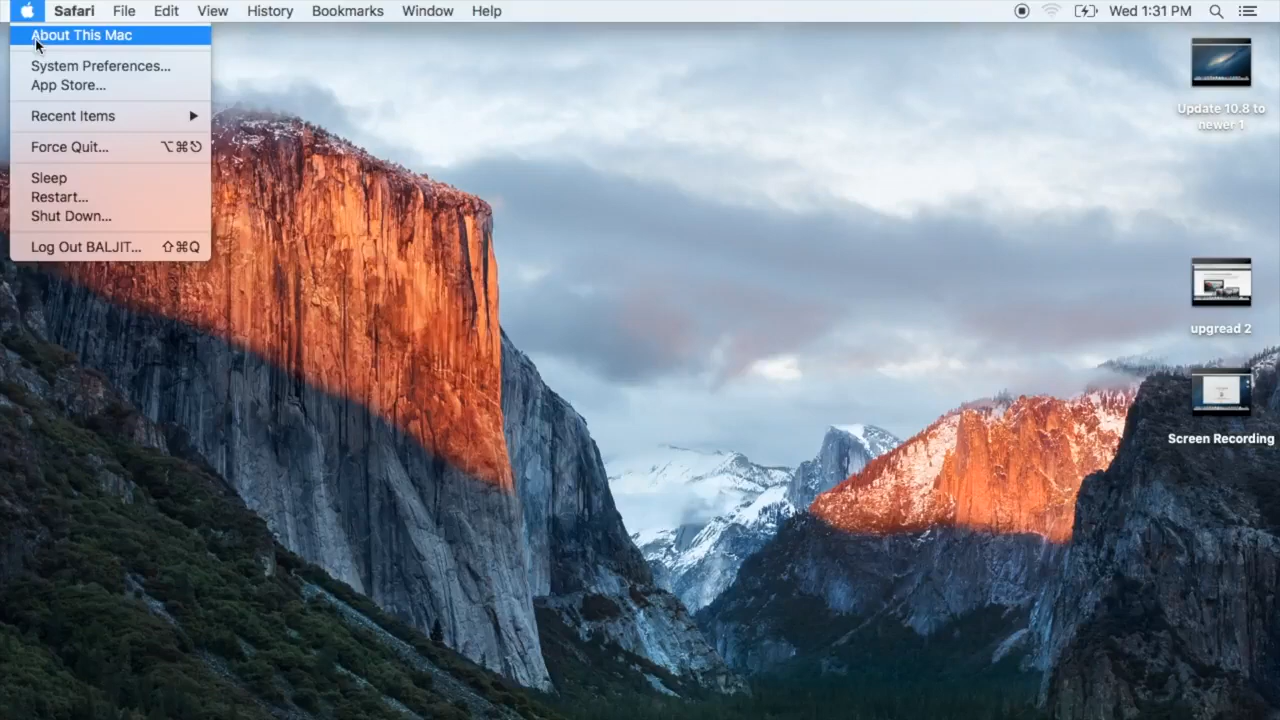 Safari File Edit View History Bookmarks Window Help Wed 1:31 PM
About This Mac
System Preferences...
App Store...
Recent Items
Force Quit... ⌥⌘⎋
Sleep
Restart...
Shut Down...
Log Out BALJIT... ⇧⌘Q
Update 10.8 to
newer 1
upgread 2
Screen Recording